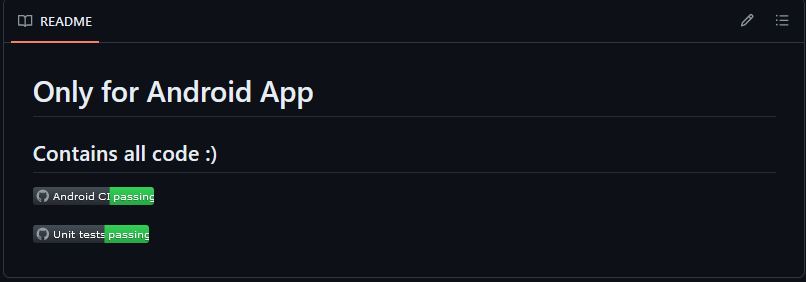 README
Only for Android App
Contains all code :)
Android CI passing
Unit tests passing